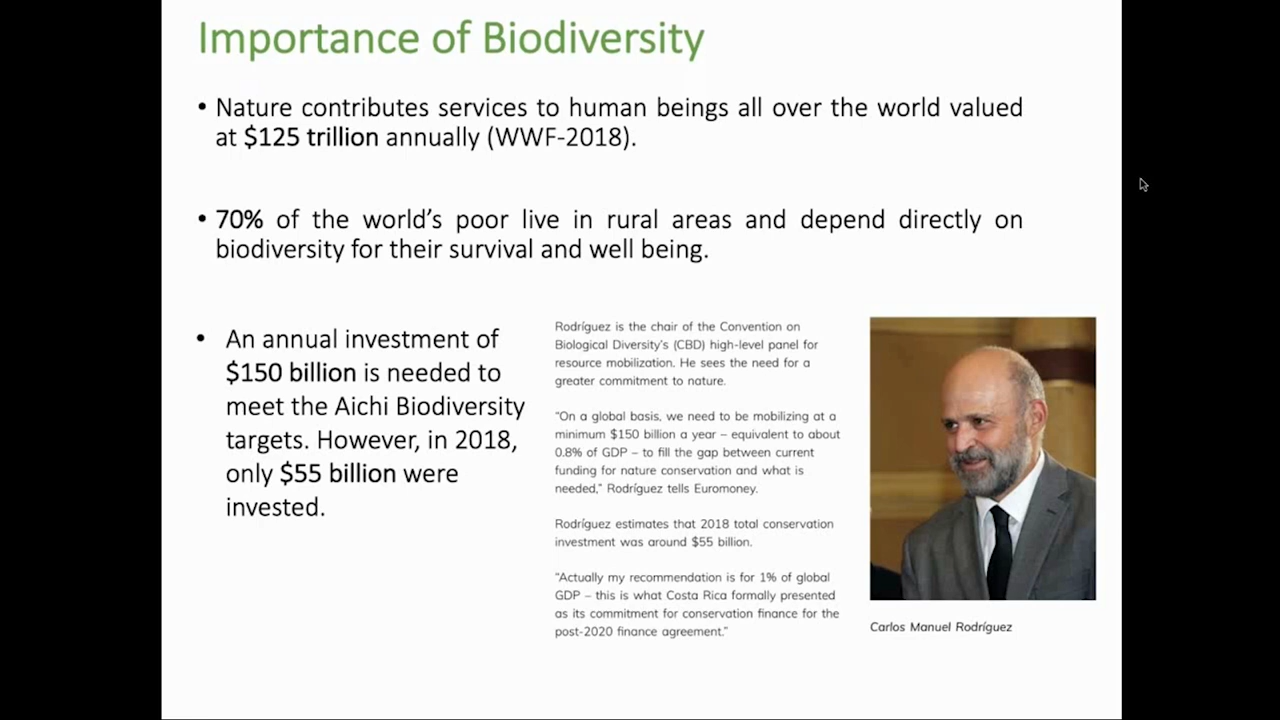 Importance of Biodiversity
• Nature contributes services to human beings all over the world valued
at $125 trillion annually (WWF-2018).
• 70% of the world’s poor live in rural areas and depend directly on
biodiversity for their survival and well being.
• An annual investment of
$150 billion is needed to
meet the Aichi Biodiversity
targets. However, in 2018,
only $55 billion were
invested.
Rodríguez is the chair of the Convention on
Biological Diversity’s (CBD) high-level panel for
resource mobilization. He sees the need for a
greater commitment to nature.
“On a global basis, we need to be mobilizing at a
minimum $150 billion a year – equivalent to about
0.8% of GDP – to fill the gap between current
funding for nature conservation and what is
needed,” Rodríguez tells Euromoney.
Rodríguez estimates that 2018 total conservation
investment was around $55 billion.
“Actually my recommendation is for 1% of global
GDP – this is what Costa Rica formally presented
as its commitment for conservation finance for the
post-2020 finance agreement.”
Carlos Manuel Rodríguez